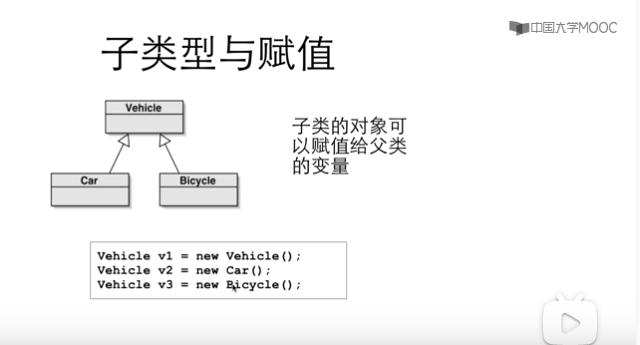 中国大学MOOC
子类型与赋值
Vehicle
Car
Bicycle
子类的对象可
以赋值给父类
的变量
Vehicle v1 = new Vehicle();
Vehicle v2 = new Car();
Vehicle v3 = new Bicycle();